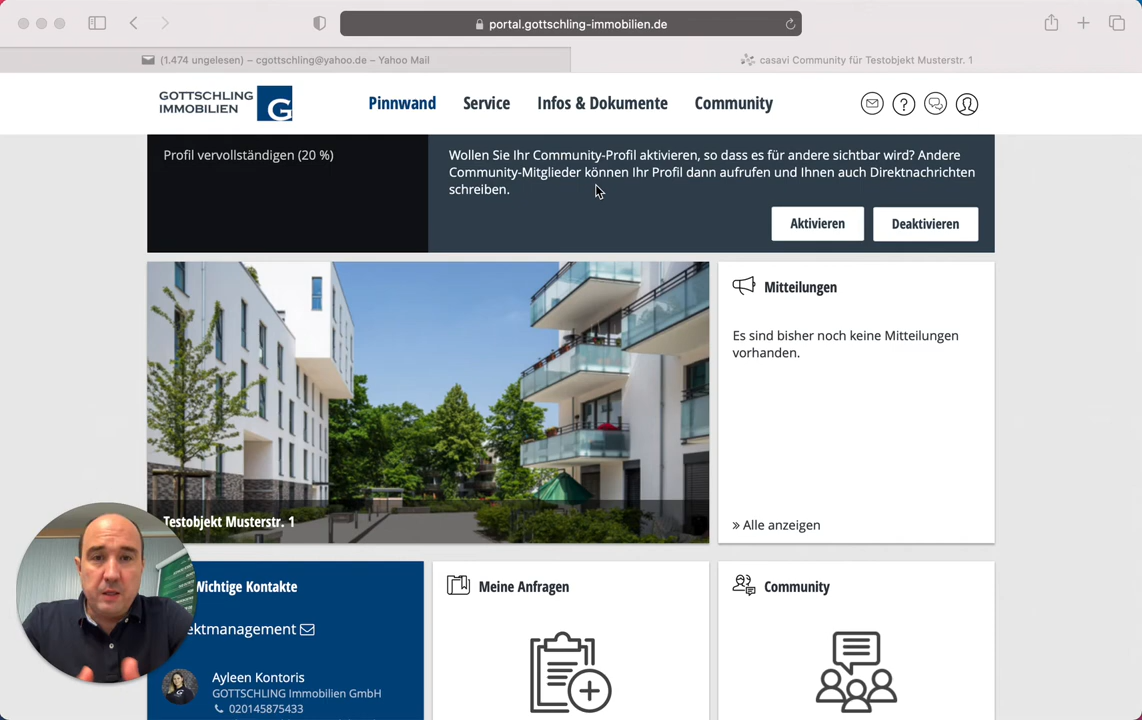 portal.gottschling-immobilien.de
(1.474 ungelesen) – cgottschling@yahoo.de – Yahoo Mail
casavi Community für Testobjekt Musterstr. 1
GOTTSCHLING
IMMOBILIEN
G
Pinnwand
Service
Infos & Dokumente
Community
?
Profil vervollständigen (20 %)
Wollen Sie Ihr Community-Profil aktivieren, so dass es für andere sichtbar wird? Andere
Community-Mitglieder können Ihr Profil dann aufrufen und Ihnen auch Direktnachrichten
schreiben.
Aktivieren
Deaktivieren
Testobjekt Musterstr. 1
Mitteilungen
Es sind bisher noch keine Mitteilungen
vorhanden.
» Alle anzeigen
Wichtige Kontakte
ektmanagement
Ayleen Kontoris
GOTTSCHLING Immobilien GmbH
020145875433
Meine Anfragen
Community